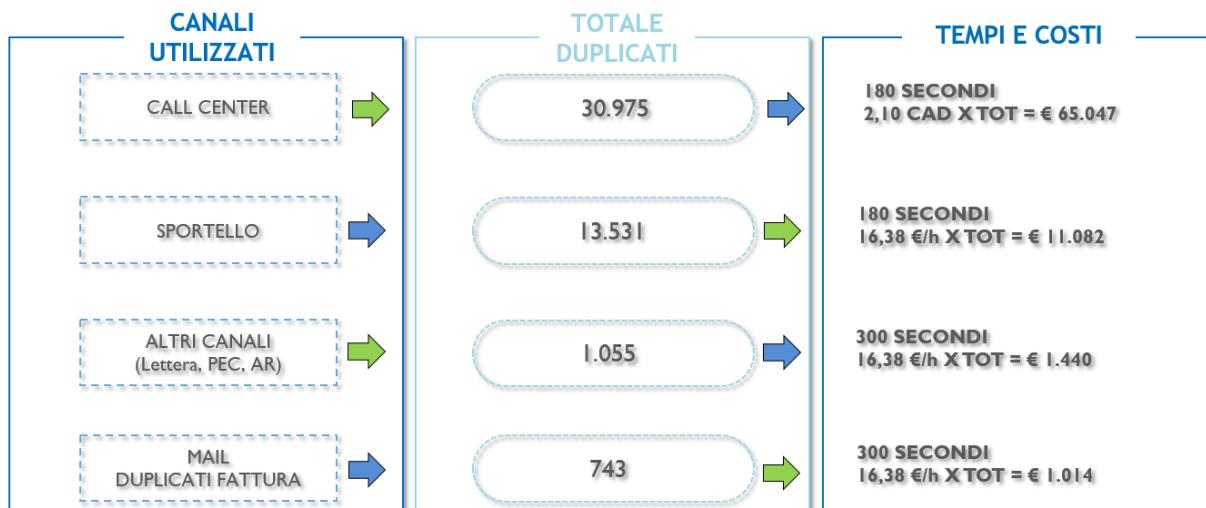 CANALI
UTILIZZATI
TOTALE
DUPLICATI
TEMPI E COSTI
CALL CENTER
30.975
180 SECONDI
2,10 CAD X TOT = € 65.047
SPORTELLO
13.531
180 SECONDI
16,38 €/h X TOT = € 11.082
ALTRI CANALI
(Lettera, PEC, AR)
1.055
300 SECONDI
16,38 €/h X TOT = € 1.440
MAIL
DUPLICATI FATTURA
743
300 SECONDI
16,38 €/h X TOT = € 1.014